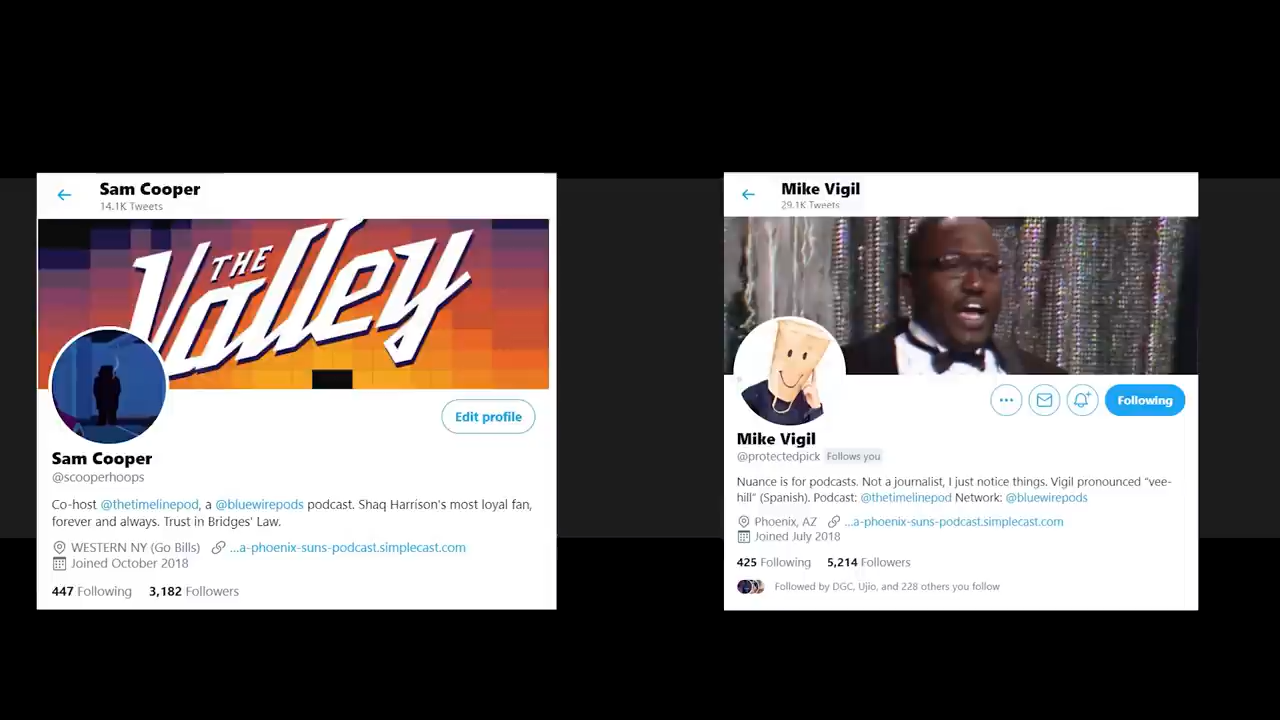 Sam Cooper
14.1K Tweets
THE
Valley
Edit profile
Sam Cooper
@scooperhoops
Co-host @thetimelinepod, a @bluewirepods podcast. Shaq Harrison's most loyal fan,
forever and always. Trust in Bridges' Law.
WESTERN NY (Go Bills) ...a-phoenix-suns-podcast.simplecast.com
Joined October 2018
447 Following 3,182 Followers
Mike Vigil
29.1K Tweets
Following
Mike Vigil
@protectedpick Follows you
Nuance is for podcasts. Not a journalist, I just notice things. Vigil pronounced “vee-
hill” (Spanish). Podcast: @thetimelinepod Network: @bluewirepods
Phoenix, AZ ...a-phoenix-suns-podcast.simplecast.com
Joined July 2018
425 Following 5,214 Followers
Followed by DGC, Ujio, and 228 others you follow